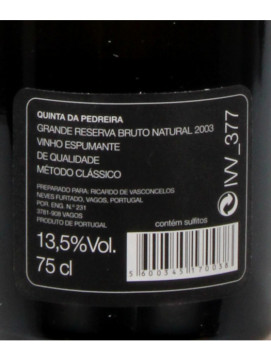 QUINTA DA PEDREIRA
GRANDE RESERVA BRUTO NATURAL 2003
VINHO ESPUMANTE
DE QUALIDADE
MÉTODO CLÁSSICO
PREPARADO PARA: RICARDO DE VASCONCELOS
NEVES FURTADO, VAGOS, PORTUGAL
POR. ENG. N.º 231
3781-908 VAGOS
PRODUTO DE PORTUGAL
contém sulfitos
13,5%Vol.
75 cl
IW_377